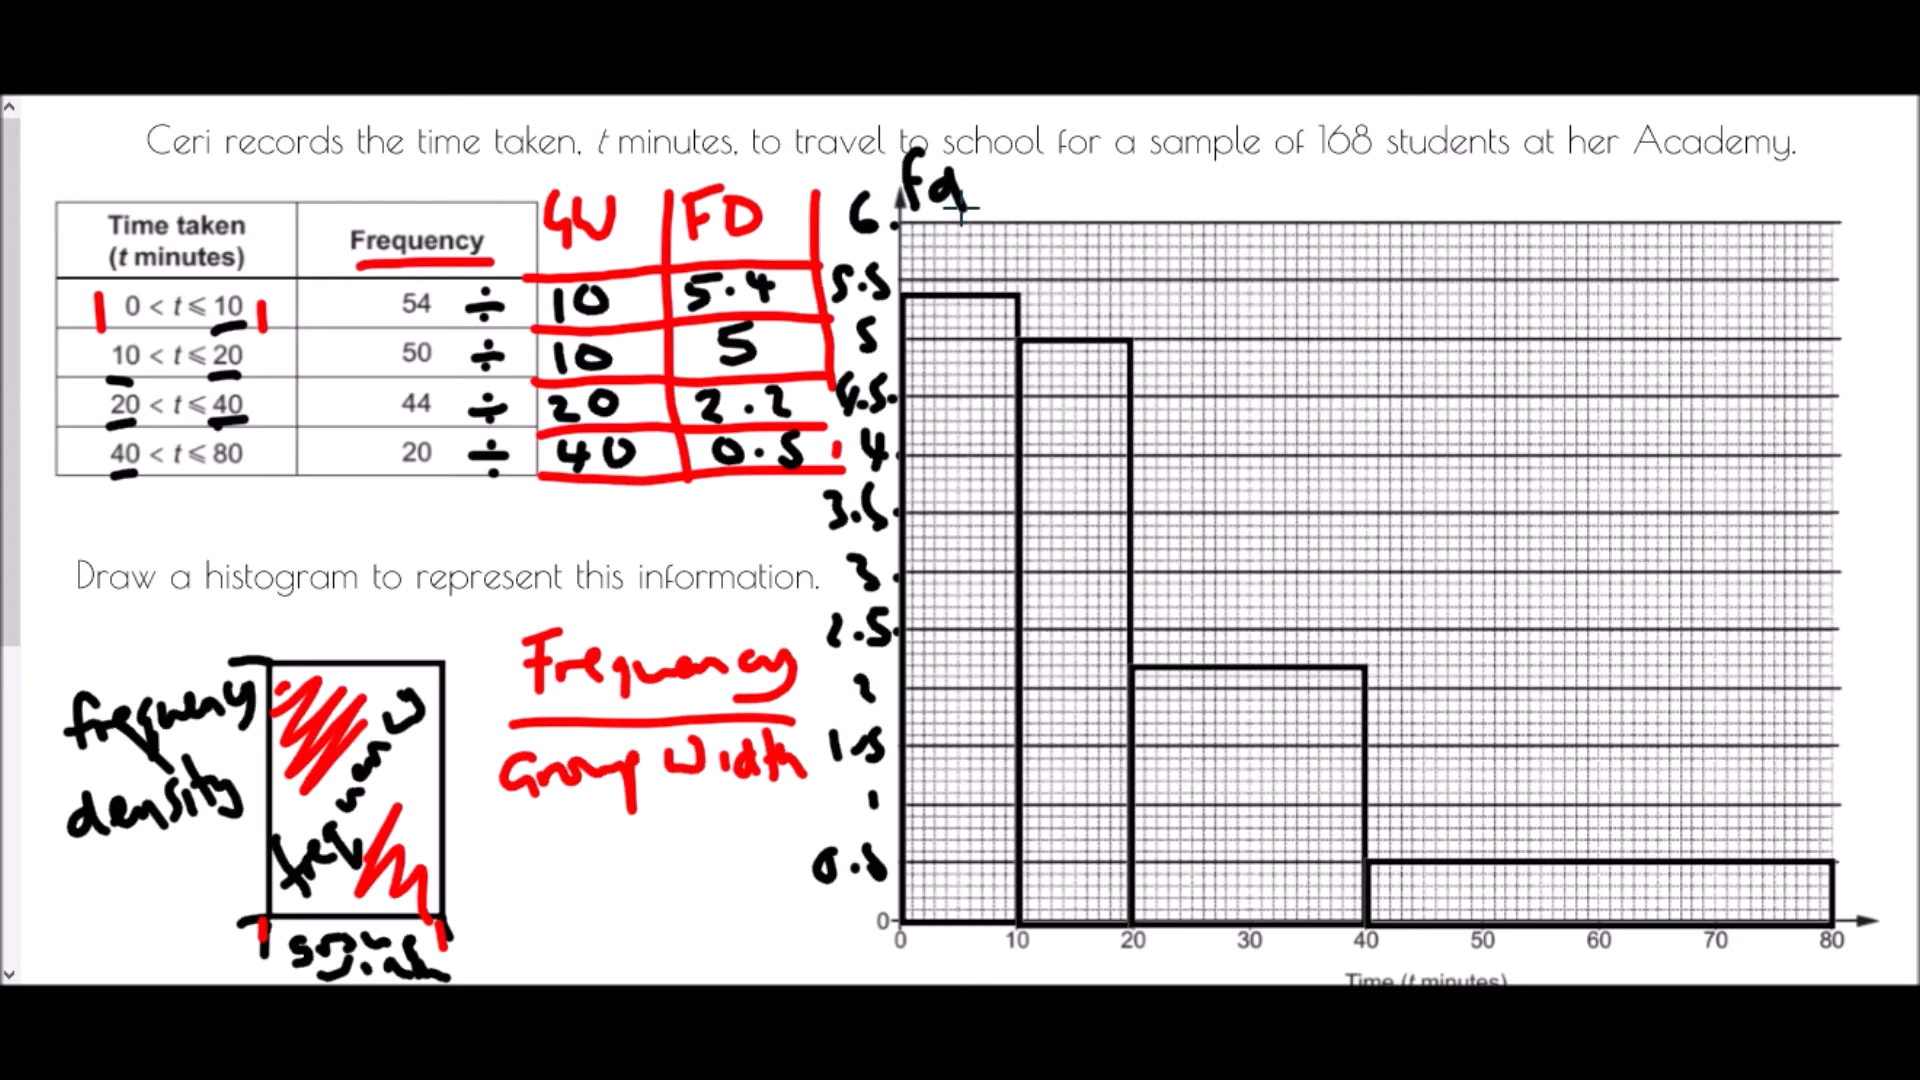 Ceri records the time taken, t minutes, to travel to school for a sample of 168 students at her Academy.
Time taken (t minutes) Frequency GW FD
0 < t ⩽ 10 54 ÷ 10 5.4
10 < t ⩽ 20 50 ÷ 10 5
20 < t ⩽ 40 44 ÷ 20 2.2
40 < t ⩽ 80 20 ÷ 40 0.5
Draw a histogram to represent this information.
frequency
density
frequency
Frequency
Group Width
fd
6
5.5
5
4.5
4
3.5
3
2.5
2
1.5
1
0.5
0
0 10 20 30 40 50 60 70 80
Time (t minutes)